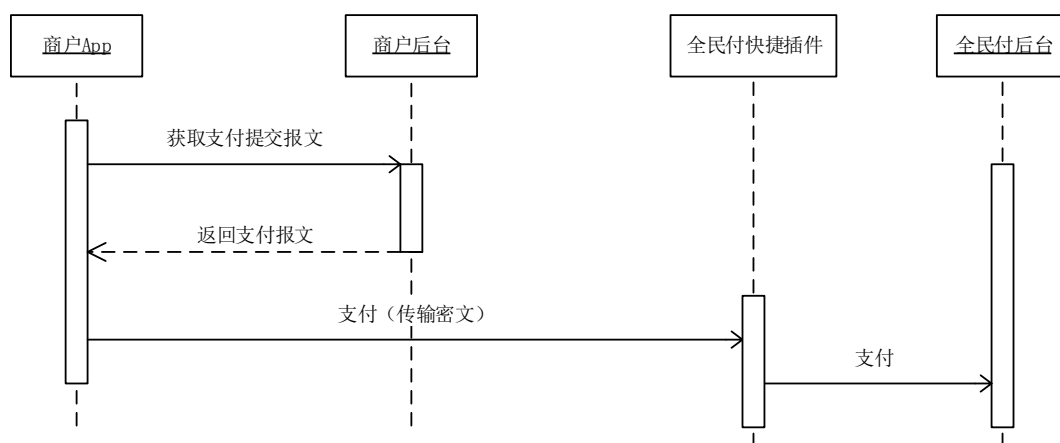 商户App
商户后台
全民付快捷插件
全民付后台
获取支付提交报文
返回支付报文
支付（传输密文）
支付